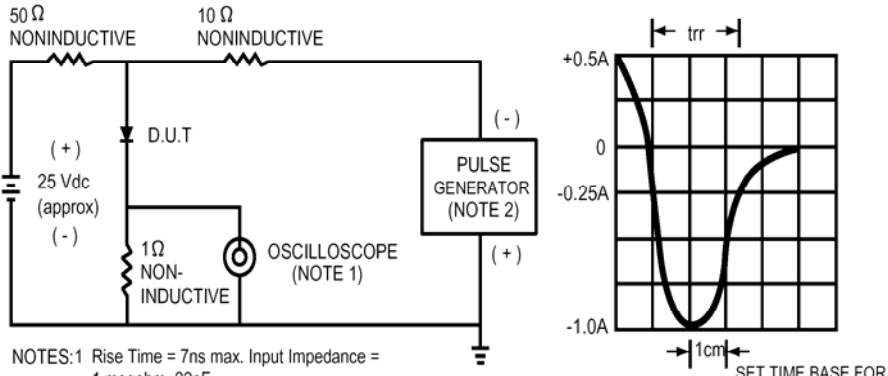 50 Ω
NONINDUCTIVE
10 Ω
NONINDUCTIVE
D.U.T
( + )
25 Vdc
(approx)
( - )
1Ω
NON-
INDUCTIVE
OSCILLOSCOPE
(NOTE 1)
( - )
PULSE
GENERATOR
(NOTE 2)
( + )
trr
+0.5A
0
-0.25A
-1.0A
1cm
SET TIME BASE FOR
NOTES:1 Rise Time = 7ns max. Input Impedance =